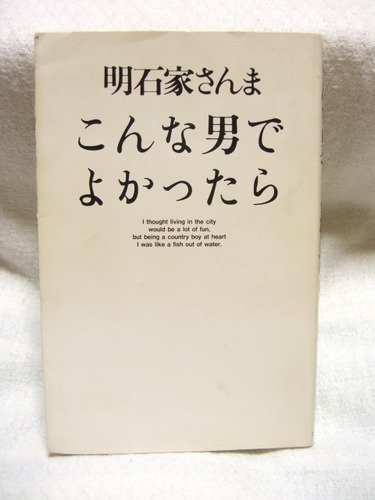 明石家さんま
こんな男で
よかったら
I thought living in the city
would be a lot of fun,
but being a country boy at heart
I was like a fish out of water.